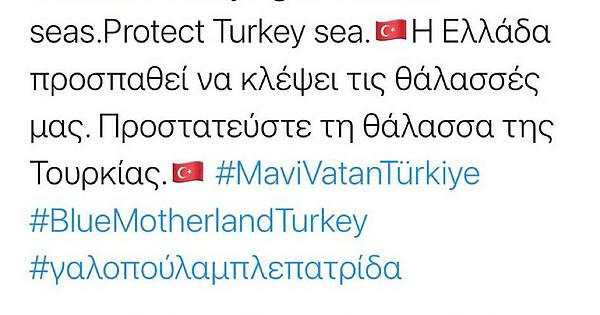 seas.Protect Turkey sea.🇹🇷Η Ελλάδα
προσπαθεί να κλέψει τις θάλασσές
μας. Προστατεύστε τη θάλασσα της
Τουρκίας.🇹🇷 #MaviVatanTürkiye
#BlueMotherlandTurkey
#γαλοπούλαμπλεπατρίδα